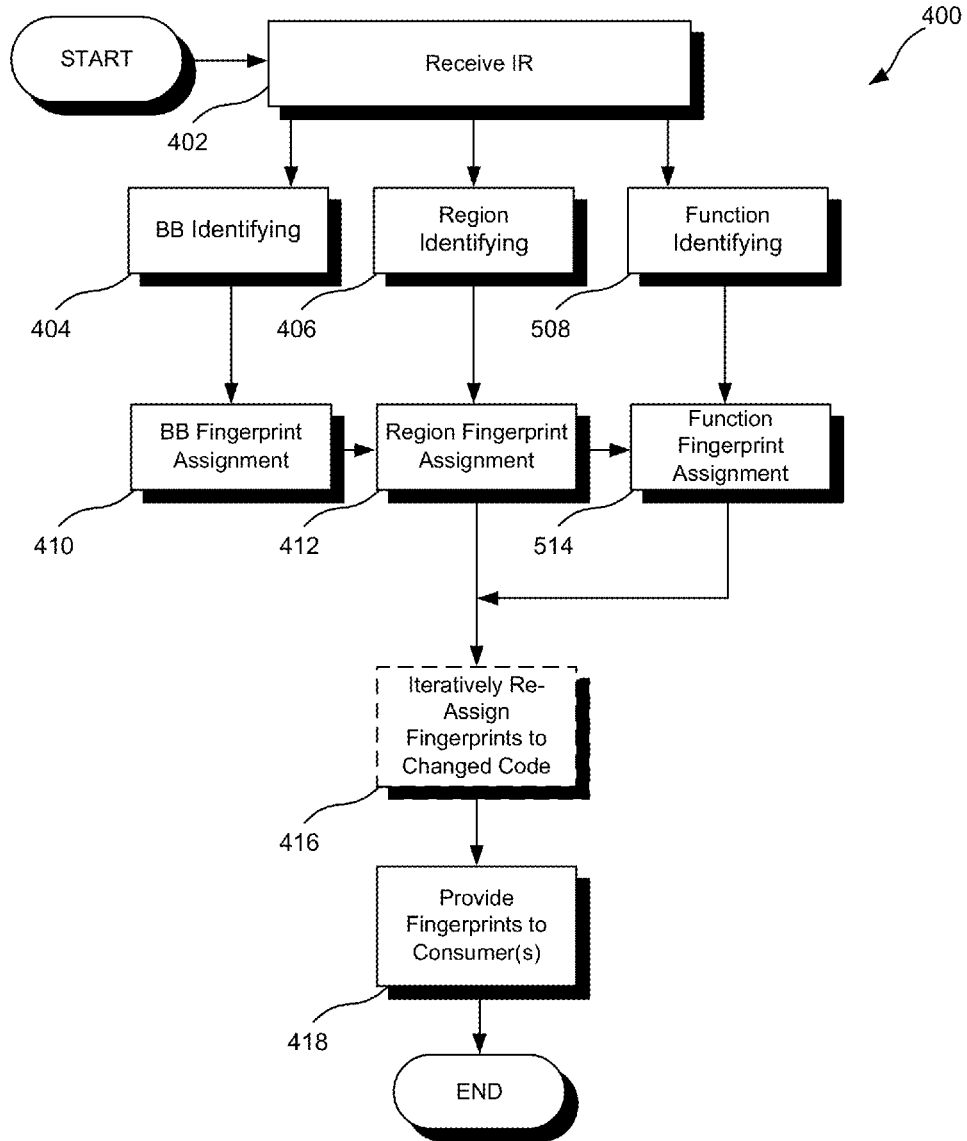 400
START
Receive IR
402
BB Identifying
Region
Identifying
Function
Identifying
404
406
508
BB Fingerprint
Assignment
Region Fingerprint
Assignment
Function
Fingerprint
Assignment
410
412
514
Iteratively Re-
Assign
Fingerprints to
Changed Code
416
Provide
Fingerprints to
Consumer(s)
418
END